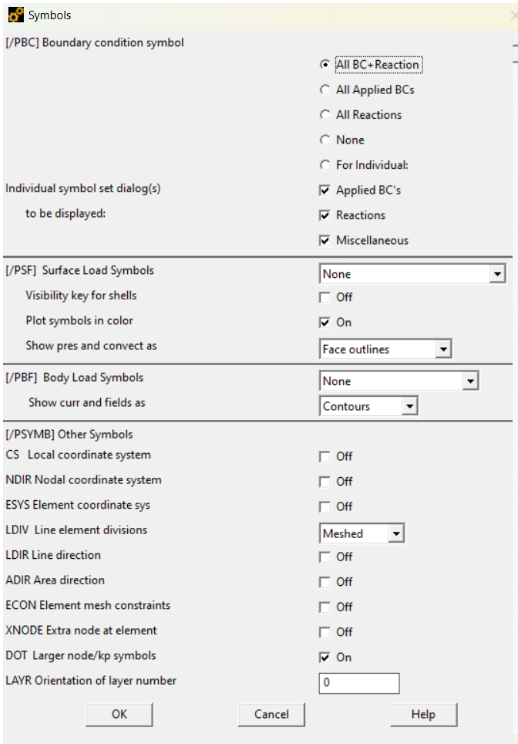 Symbols
[/PBC] Boundary condition symbol
All BC+Reaction
All Applied BCs
All Reactions
None
For Individual:
Individual symbol set dialog(s) Applied BC's
to be displayed: Reactions
Miscellaneous
[/PSF] Surface Load Symbols None
Visibility key for shells Off
Plot symbols in color On
Show pres and convect as Face outlines
[/PBF] Body Load Symbols None
Show curr and fields as Contours
[/PSYMB] Other Symbols
CS Local coordinate system Off
NDIR Nodal coordinate system Off
ESYS Element coordinate sys Off
LDIV Line element divisions Meshed
LDIR Line direction Off
ADIR Area direction Off
ECON Element mesh constraints Off
XNODE Extra node at element Off
DOT Larger node/kp symbols On
LAYR Orientation of layer number 0
OK Cancel Help